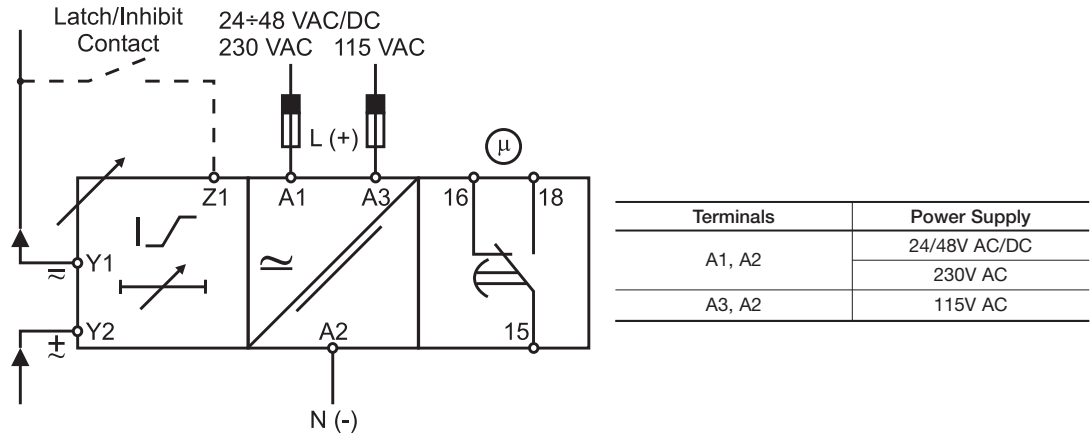 Latch/Inhibit
Contact
24÷48 VAC/DC
230 VAC 115 VAC
L (+)
μ
Z1 A1 A3 16 18
Y1
Y2
A2
15
N (-)
Terminals Power Supply
A1, A2 24/48V AC/DC
230V AC
A3, A2 115V AC